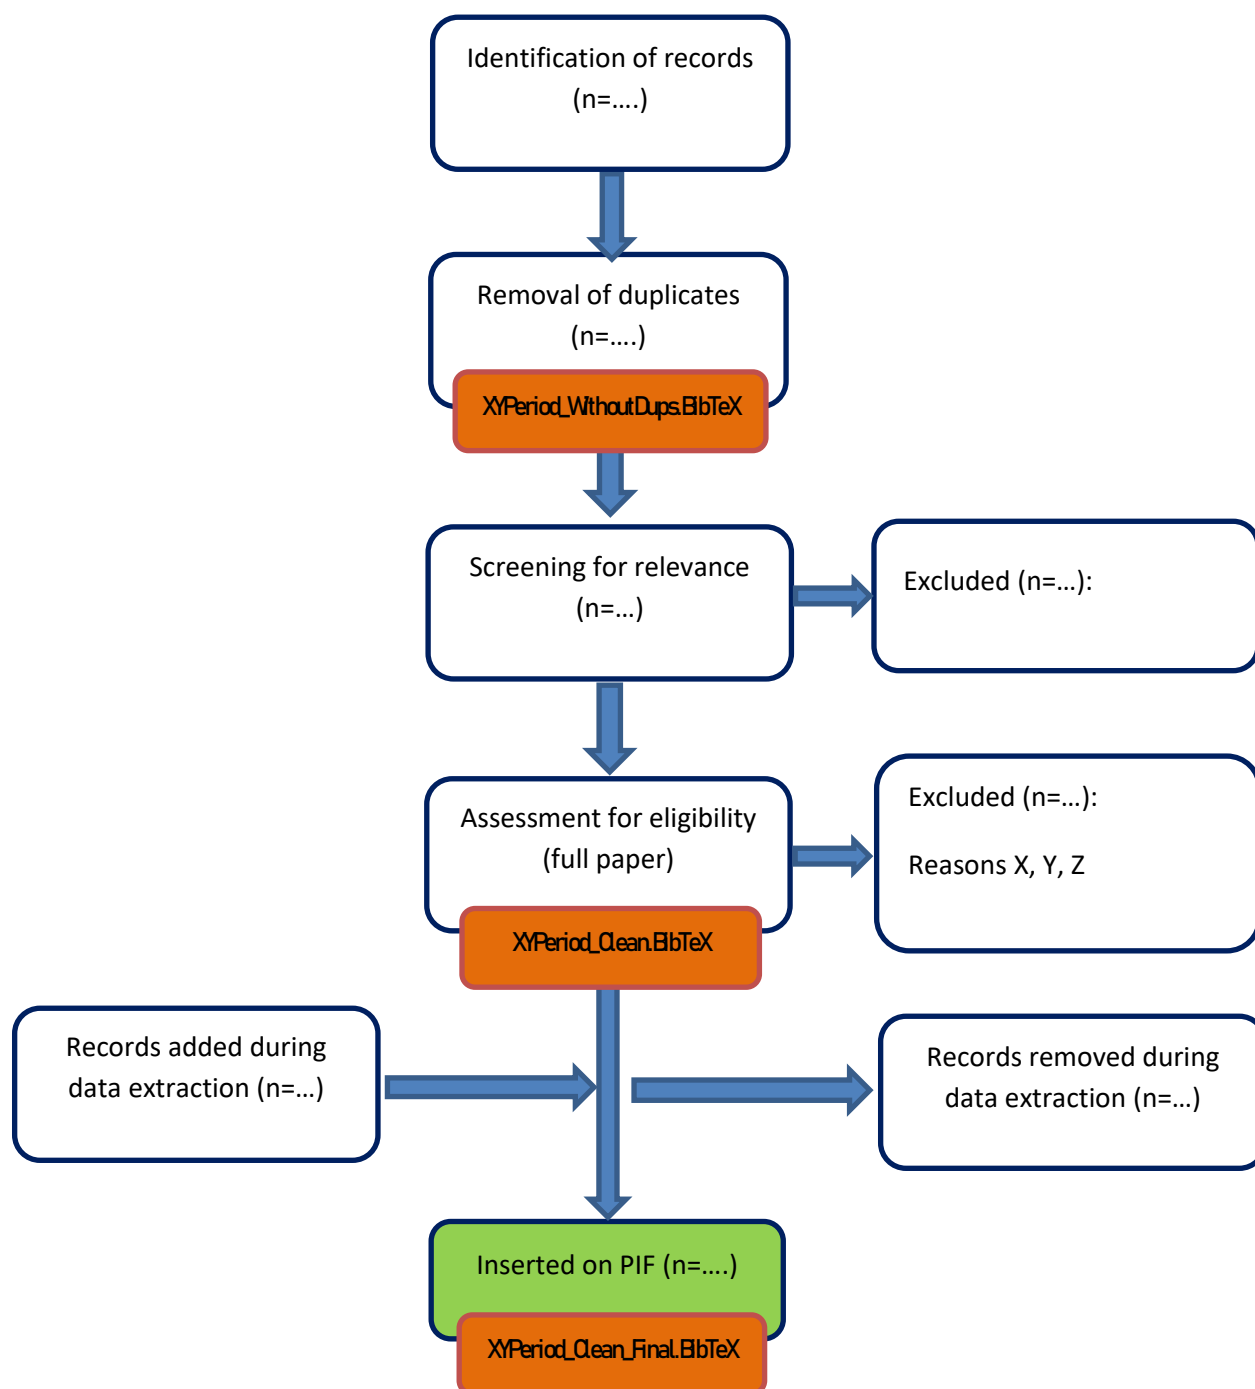 Identification of records
(n=....)
Removal of duplicates
(n=....)
XYPeriod_WithoutDups.BibTeX
Screening for relevance
(n=...)
Excluded (n=...):
Assessment for eligibility
(full paper)
Excluded (n=...):
Reasons X, Y, Z
XYPeriod_Clean.BibTeX
Records added during
data extraction (n=...)
Records removed during
data extraction (n=...)
Inserted on PIF (n=....)
XYPeriod_Clean_Final.BibTeX